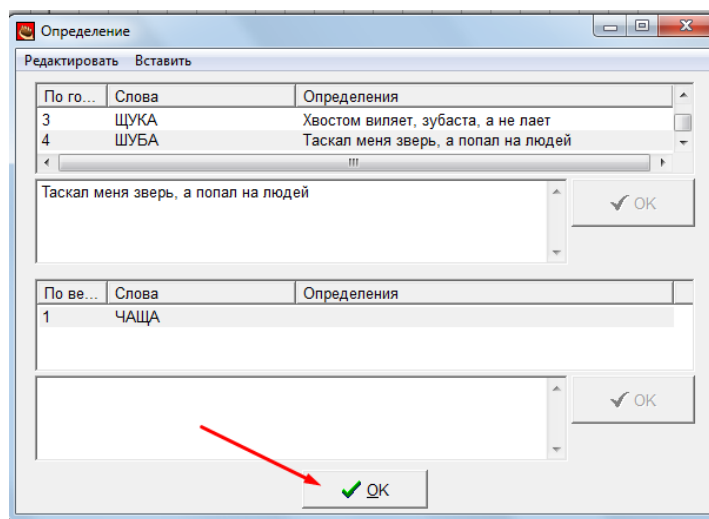 Определение
Редактировать Вставить
По го... Слова Определения
3 ЩУКА Хвостом виляет, зубаста, а не лает
4 ШУБА Таскал меня зверь, а попал на людей
Таскал меня зверь, а попал на людей
OK
По ве... Слова Определения
1 ЧАЩА
OK
OK